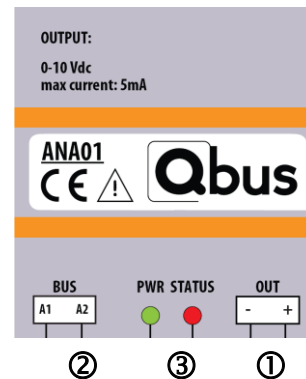 OUTPUT:
0-10 Vdc
max current: 5mA
ANA01
CE
Qbus
BUS PWR STATUS OUT
A1 A2 - +
② ③ ①